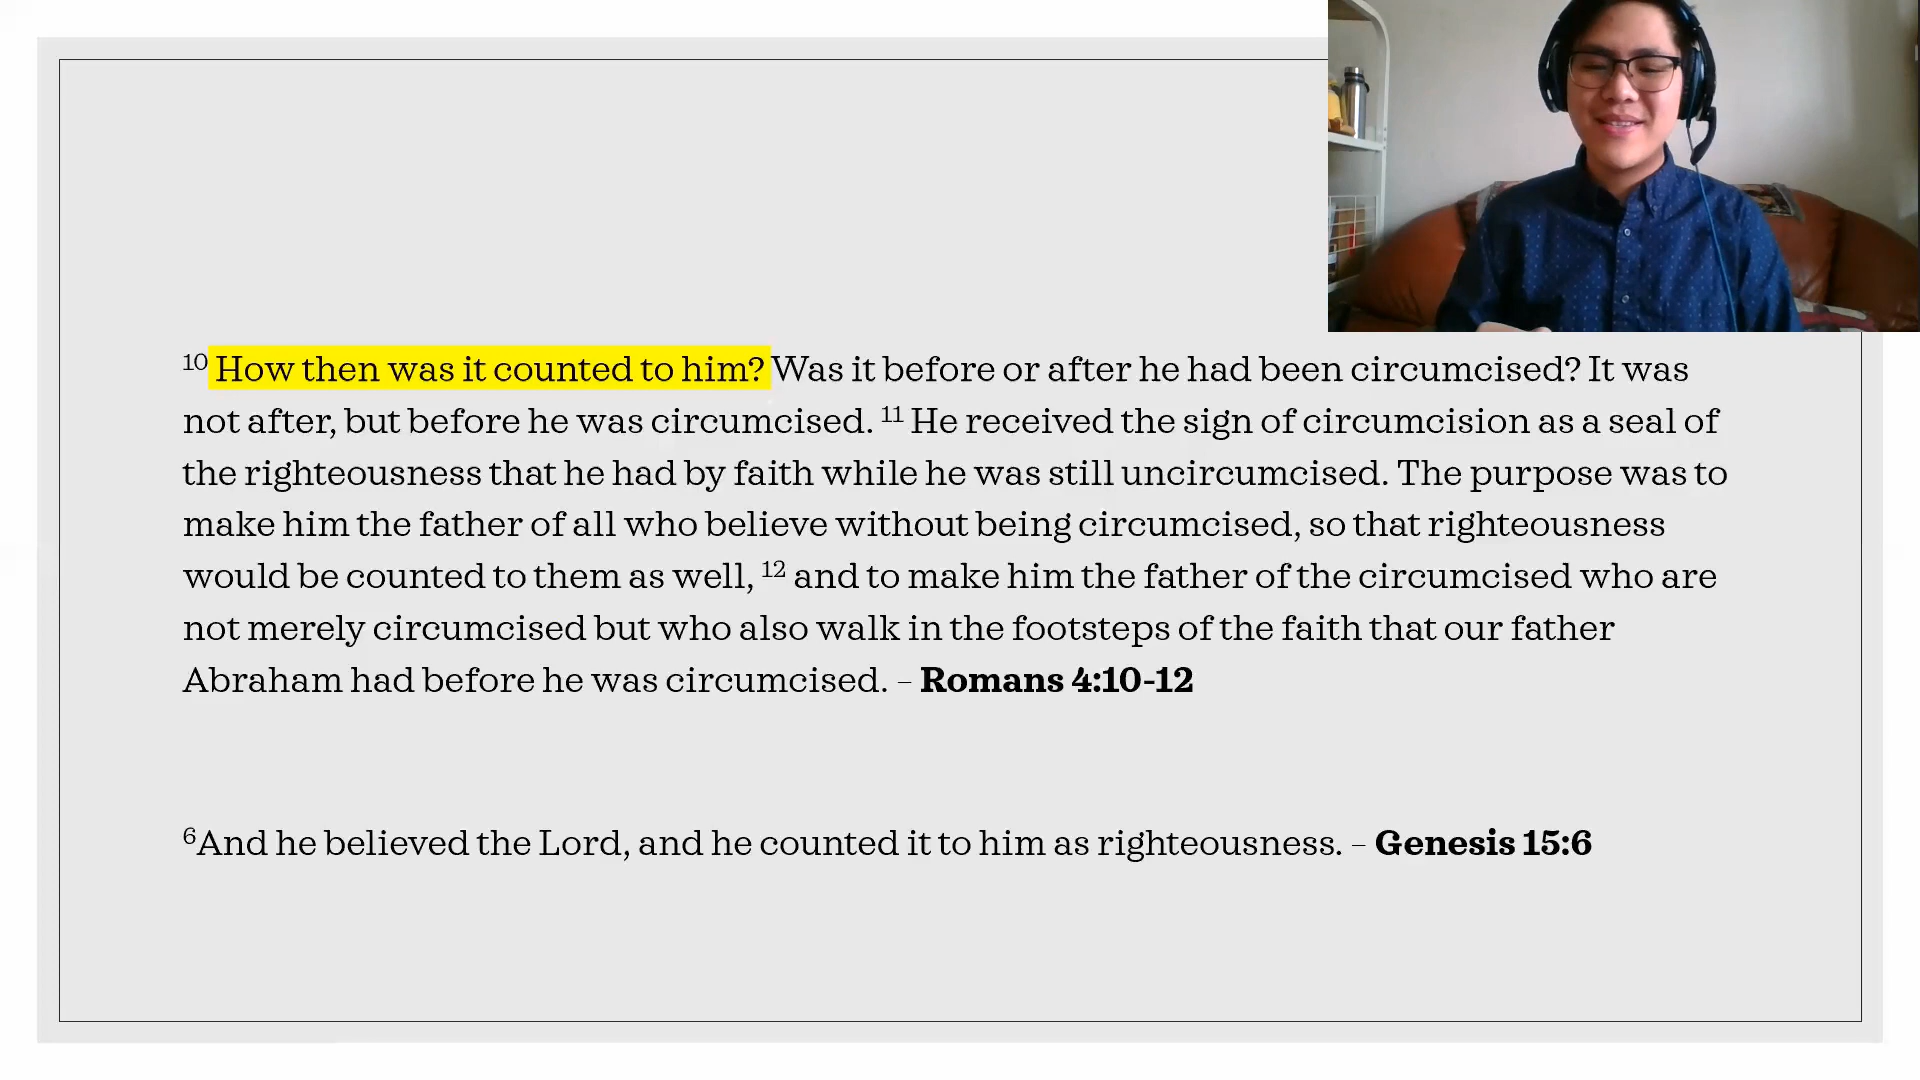 10 How then was it counted to him? Was it before or after he had been circumcised? It was
not after, but before he was circumcised. 11 He received the sign of circumcision as a seal of
the righteousness that he had by faith while he was still uncircumcised. The purpose was to
make him the father of all who believe without being circumcised, so that righteousness
would be counted to them as well, 12 and to make him the father of the circumcised who are
not merely circumcised but who also walk in the footsteps of the faith that our father
Abraham had before he was circumcised. – Romans 4:10-12
6And he believed the Lord, and he counted it to him as righteousness. – Genesis 15:6